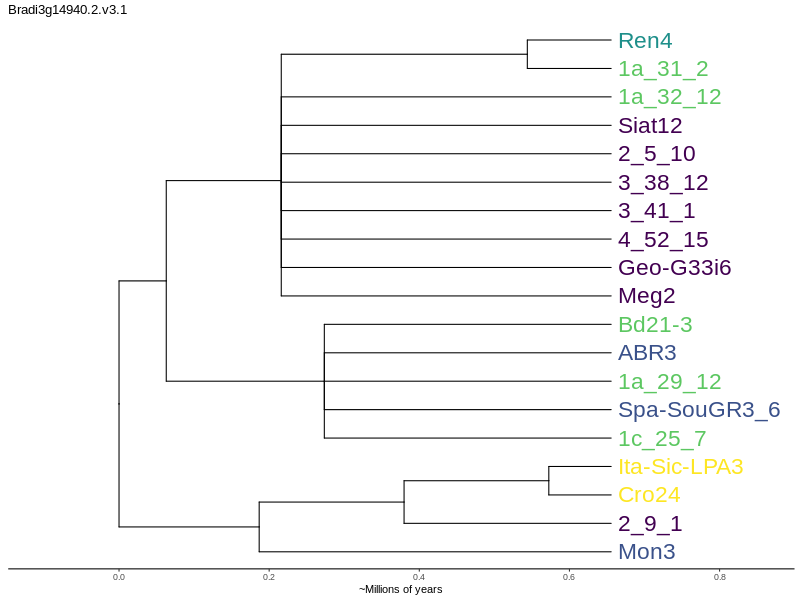 Bradi3g14940.2.v3.1
Ren4
1a_31_2
1a_32_12
Siat12
2_5_10
3_38_12
3_41_1
4_52_15
Geo-G33i6
Meg2
Bd21-3
ABR3
1a_29_12
Spa-SouGR3_6
1c_25_7
Ita-Sic-LPA3
Cro24
2_9_1
Mon3
0.0 0.2 0.4 0.6 0.8
~Millions of years